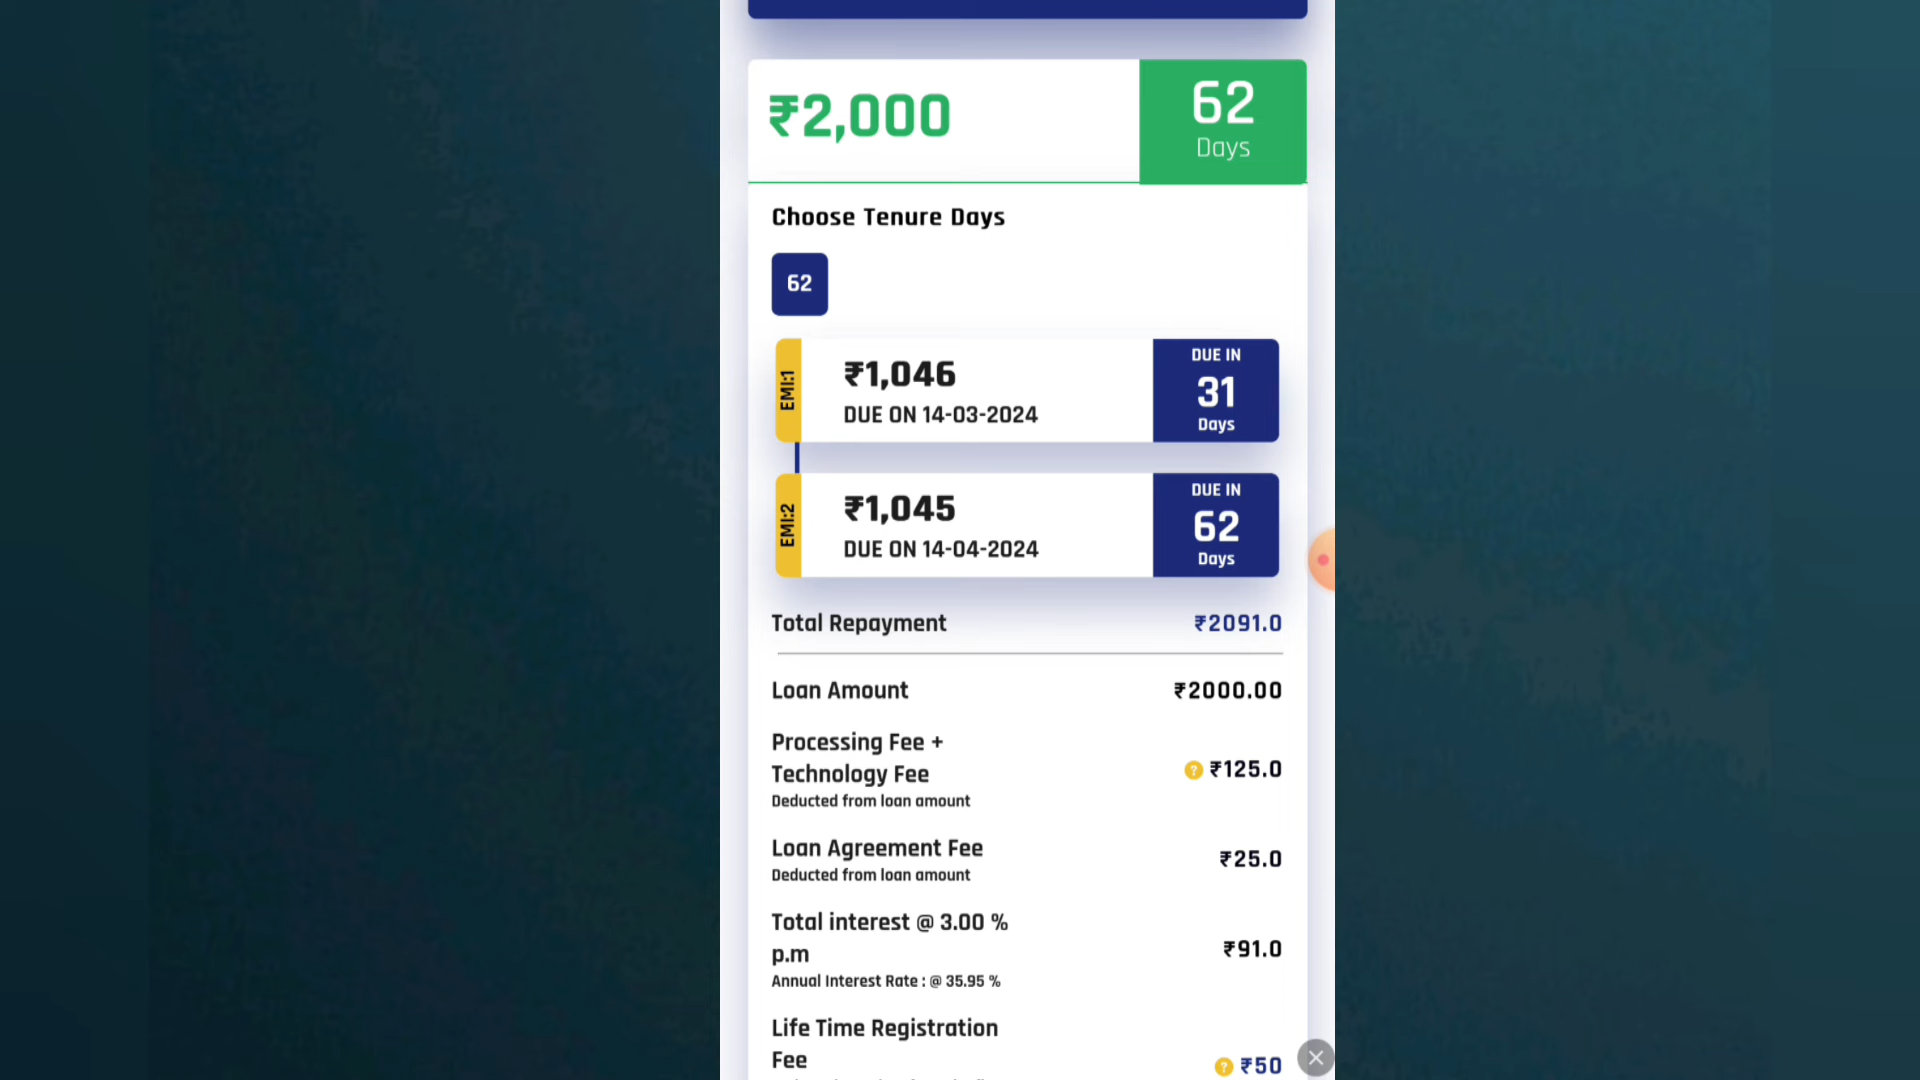 ₹2,000
62
Days
Choose Tenure Days
62
EMI:1
₹1,046
DUE ON 14-03-2024
DUE IN
31
Days
EMI:2
₹1,045
DUE ON 14-04-2024
DUE IN
62
Days
Total Repayment ₹2091.0
Loan Amount ₹2000.00
Processing Fee +
Technology Fee
? ₹125.0
Deducted from loan amount
Loan Agreement Fee
₹25.0
Deducted from loan amount
Total interest @ 3.00 %
p.m
₹91.0
Annual Interest Rate : @ 35.95 %
Life Time Registration
Fee
? ₹50